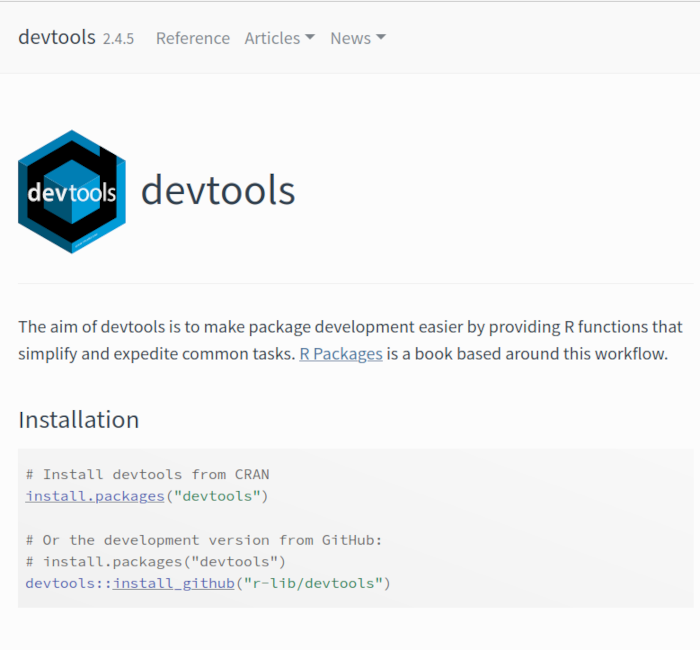 devtools 2.4.5 Reference Articles News
devtools
devtools
The aim of devtools is to make package development easier by providing R functions that
simplify and expedite common tasks. R Packages is a book based around this workflow.
Installation
# Install devtools from CRAN
install.packages("devtools")
# Or the development version from GitHub:
# install.packages("devtools")
devtools::install_github("r-lib/devtools")